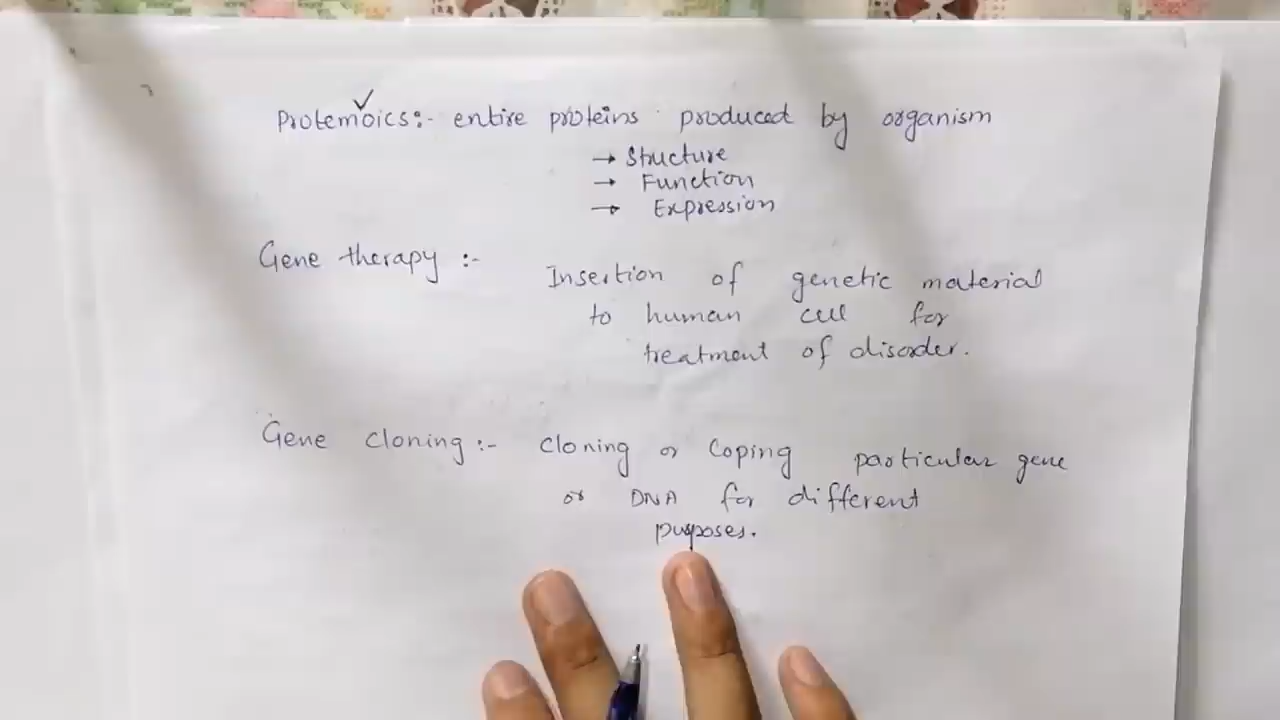 Protemoics:- entire proteins produced by organism
→ Structure
→ Function
→ Expression
Gene therapy :- Insertion of genetic material
to human cell for
treatment of disorder.
Gene cloning:- cloning or Coping particular gene
or DNA for different
purposes.